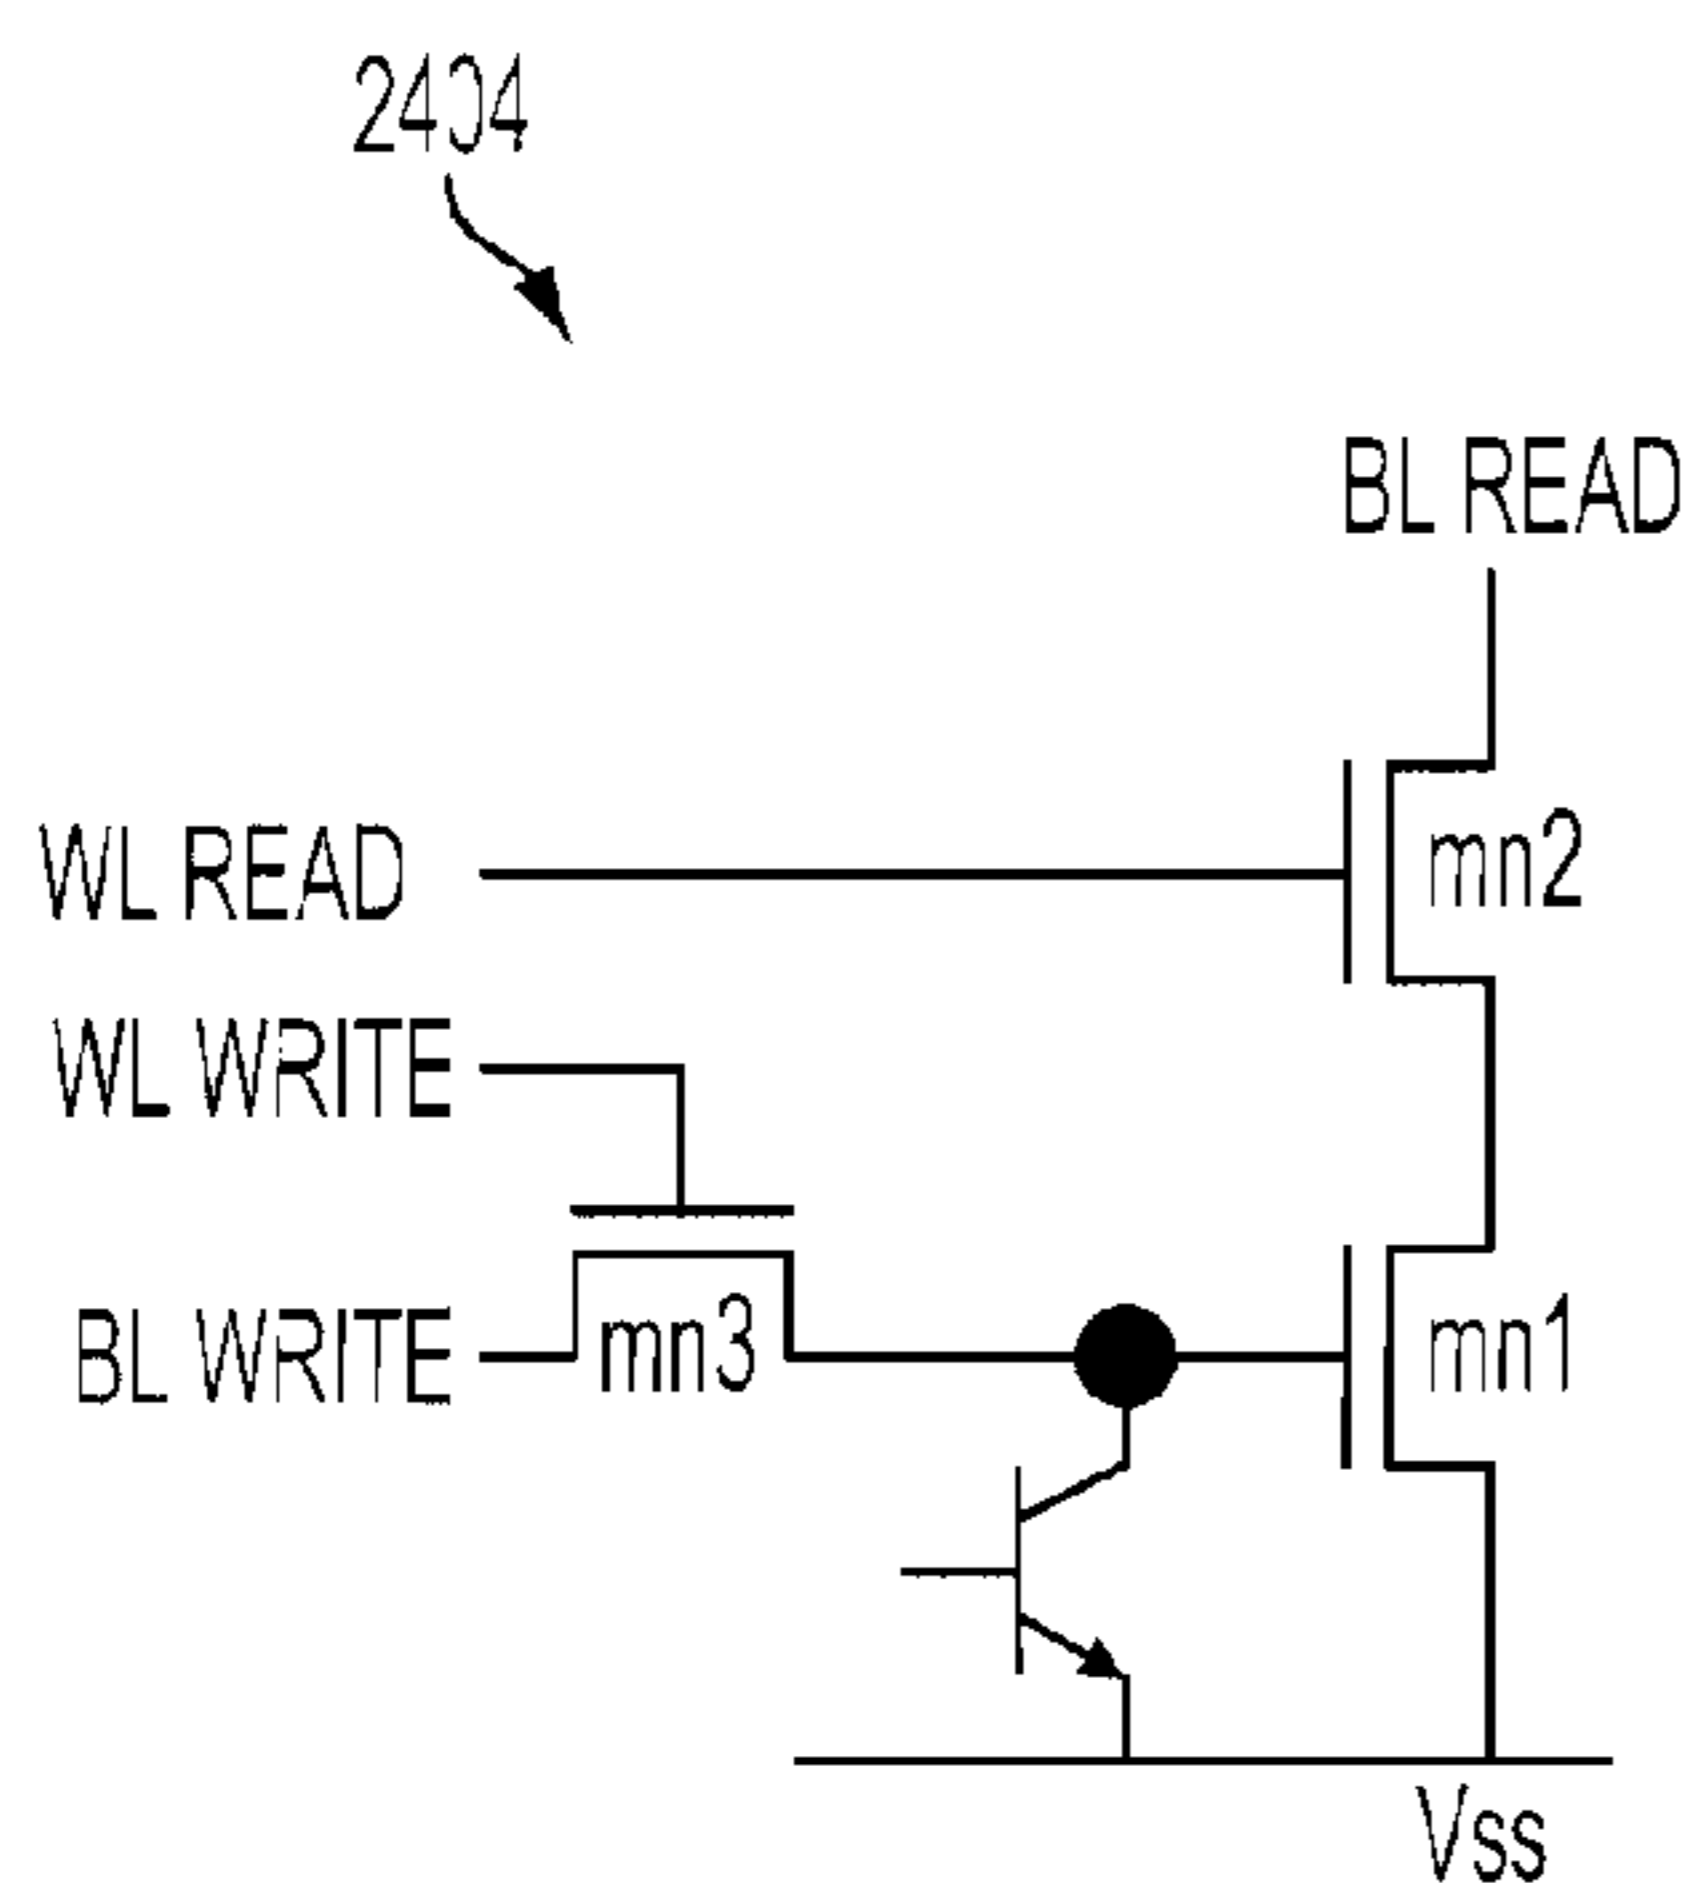 2404
BL READ
WL READ
mn2
WL WRITE
BL WRITE
mn3
mn1
Vss